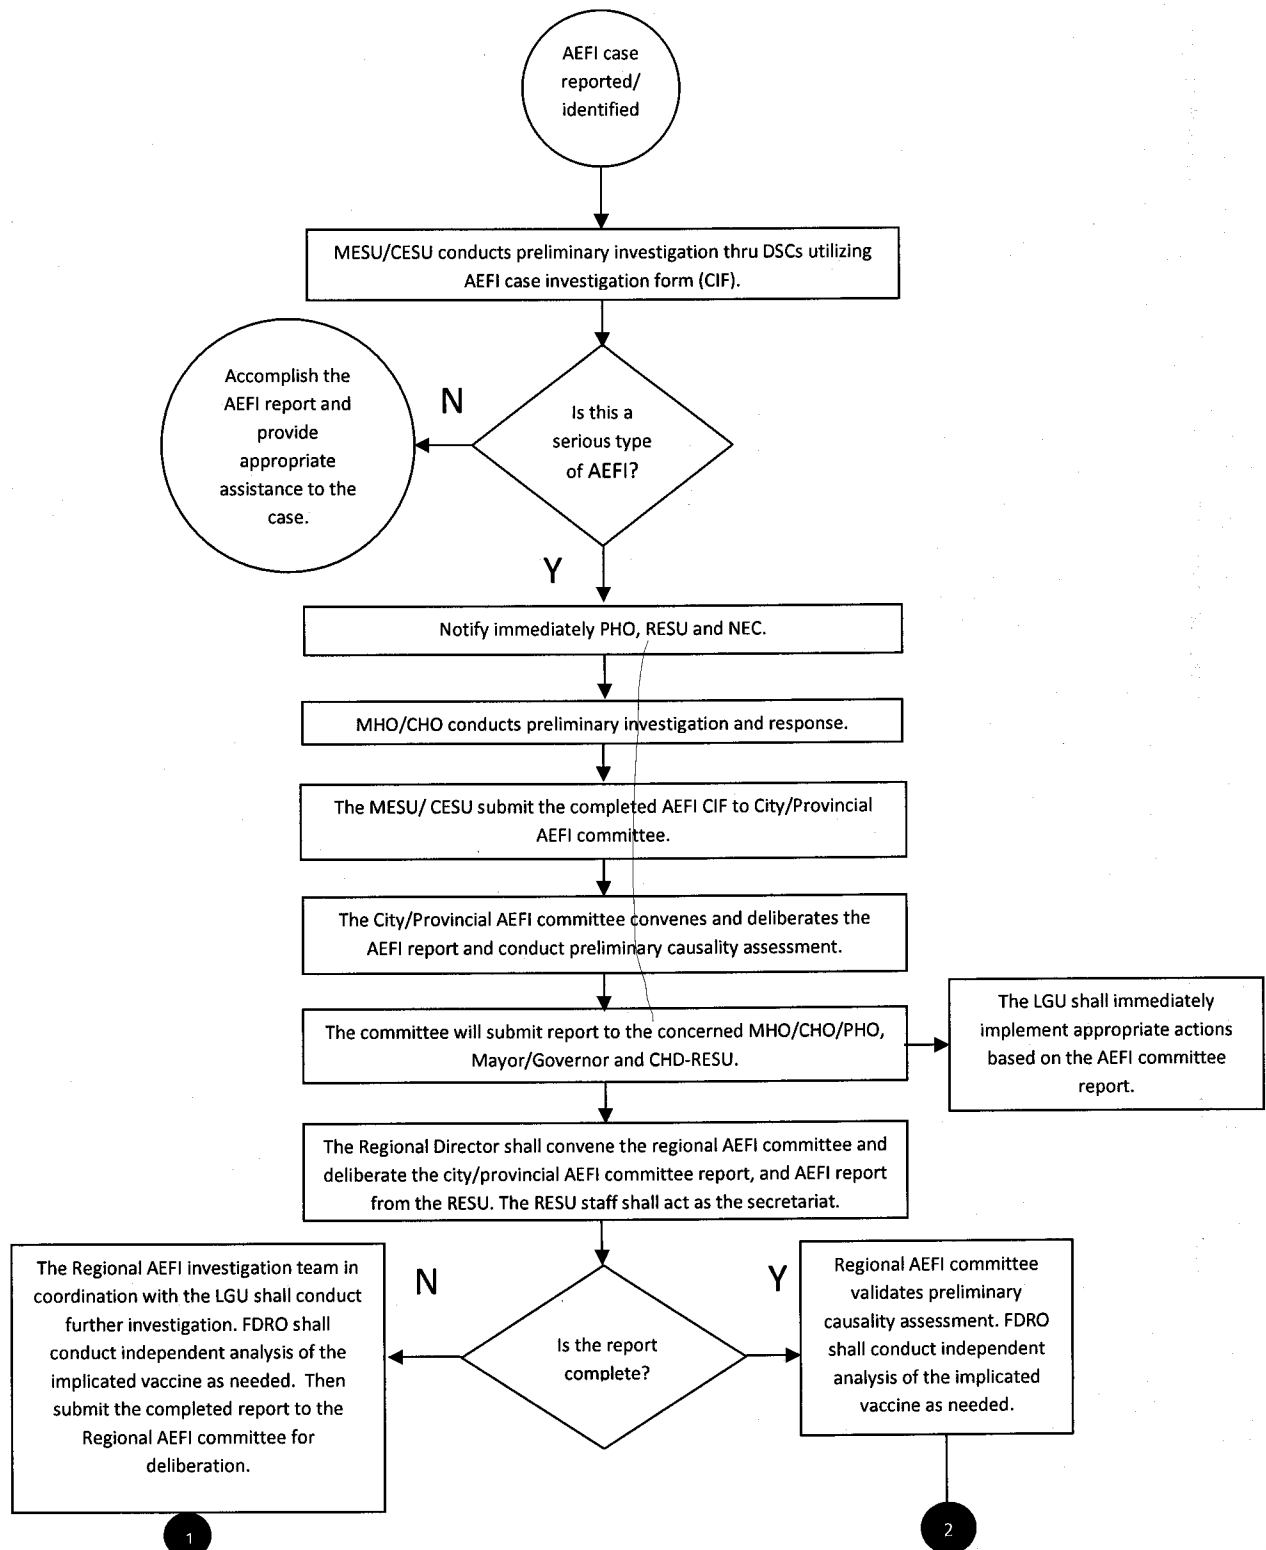 AEFI case
reported/
identified
MESU/CESU conducts preliminary investigation thru DSCs utilizing
AEFI case investigation form (CIF).
Accomplish the
AEFI report and
provide
appropriate
assistance to the
case.
N
Is this a
serious type
of AEFI?
Y
Notify immediately PHO, RESU and NEC.
MHO/CHO conducts preliminary investigation and response.
The MESU/ CESU submit the completed AEFI CIF to City/Provincial
AEFI committee.
The City/Provincial AEFI committee convenes and deliberates the
AEFI report and conduct preliminary causality assessment.
The committee will submit report to the concerned MHO/CHO/PHO,
Mayor/Governor and CHD-RESU.
The LGU shall immediately
implement appropriate actions
based on the AEFI committee
report.
The Regional Director shall convene the regional AEFI committee and
deliberate the city/provincial AEFI committee report, and AEFI report
from the RESU. The RESU staff shall act as the secretariat.
The Regional AEFI investigation team in
coordination with the LGU shall conduct
further investigation. FDRO shall
conduct independent analysis of the
implicated vaccine as needed. Then
submit the completed report to the
Regional AEFI committee for
deliberation.
N
Is the report
complete?
Y
Regional AEFI committee
validates preliminary
causality assessment. FDRO
shall conduct independent
analysis of the implicated
vaccine as needed.
1
2